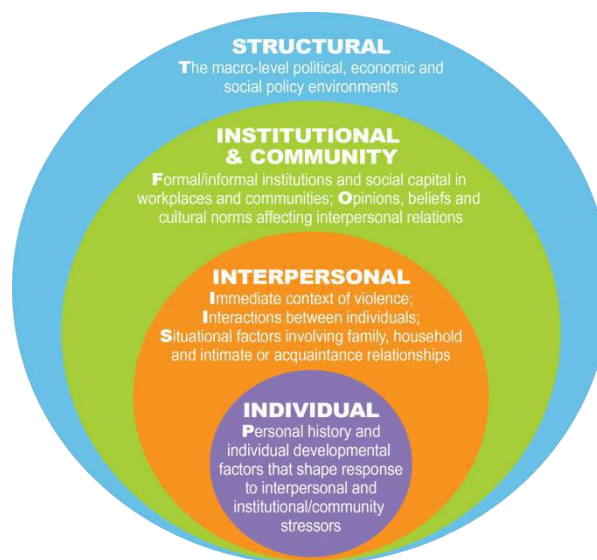 STRUCTURAL
The macro-level political, economic and
social policy environments
INSTITUTIONAL
& COMMUNITY
Formal/informal institutions and social capital in
workplaces and communities; Opinions, beliefs and
cultural norms affecting interpersonal relations
INTERPERSONAL
Immediate context of violence;
Interactions between individuals;
Situational factors involving family, household
and intimate or acquaintance relationships
INDIVIDUAL
Personal history and
individual developmental
factors that shape response
to interpersonal and
institutional/community
stressors